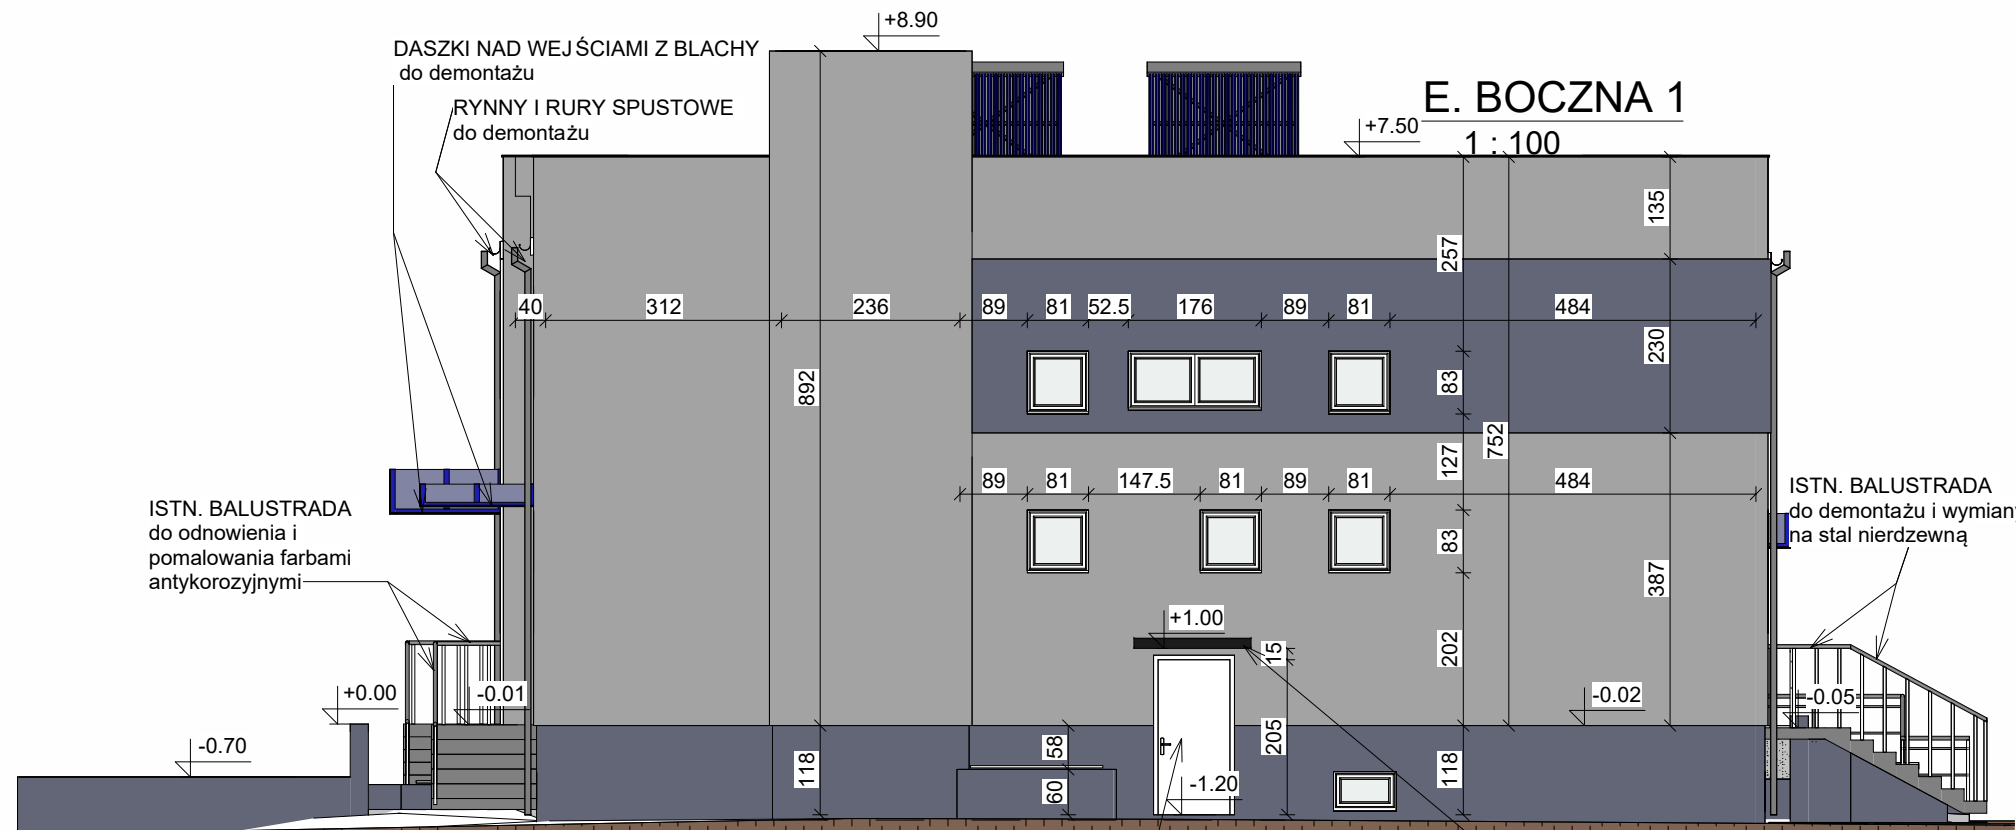 +8.90
DASZKI NAD WEJŚCIAMI Z BLACHY
do demontażu
RYNNY I RURY SPUSTOWE
do demontażu
E. BOCZNA 1
1 : 100
+7.50
135
257
40 312 236 89 81 52.5 176 89 81 484
230
892
83
752
127
89 81 147.5 81 89 81 484
ISTN. BALUSTRADA
do odnowienia i
pomalowania farbami
antykorozyjnymi
ISTN. BALUSTRADA
do demontażu i wymiany
na stal nierdzewną
83
387
+1.00
15
202
+0.00
-0.01
-0.02
-0.05
-0.70
205
58
118
118
60
-1.20